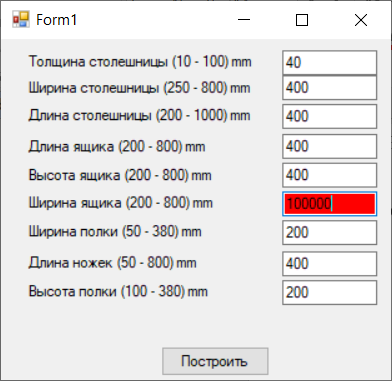 Form1
Толщина столешницы (10 - 100) mm 40
Ширина столешницы (250 - 800) mm 400
Длина столешницы (200 - 1000) mm 400
Длина ящика (200 - 800) mm 400
Высота ящика (200 - 800) mm 400
Ширина ящика (200 - 800) mm 100000
Ширина полки (50 - 380) mm 200
Длина ножек (50 - 800) mm 400
Высота полки (100 - 380) mm 200
Построить